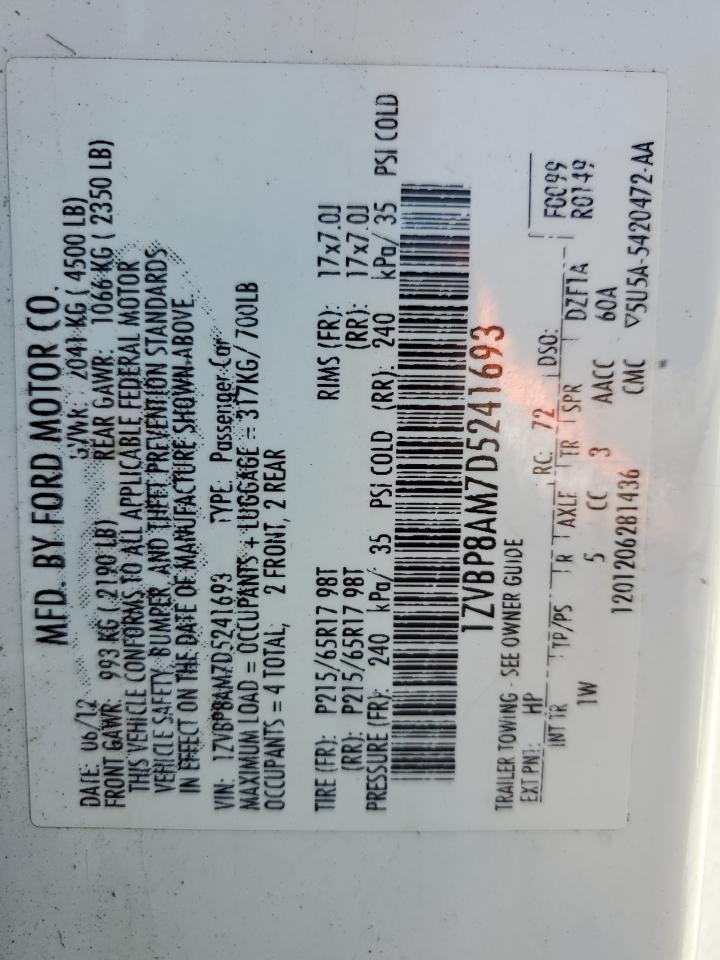 MFD. BY FORD MOTOR CO.
DATE: 06/12 GVWR: 2041 KG ( 4500 LB)
FRONT GAWR: 993 KG ( 2190 LB) REAR GAWR: 1066 KG ( 2350 LB)
THIS VEHICLE CONFORMS TO ALL APPLICABLE FEDERAL MOTOR
VEHICLE SAFETY, BUMPER, AND THEFT PREVENTION STANDARDS
IN EFFECT ON THE DATE OF MANUFACTURE SHOWN ABOVE.
VIN: 1ZVBP8AM7D5241693 TYPE: Passenger Car
MAXIMUM LOAD = OCCUPANTS + LUGGAGE = 317KG/ 700LB
OCCUPANTS = 4 TOTAL, 2 FRONT, 2 REAR
TIRE (FR): P215/65R17 98T RIMS (FR): 17x7.0J
(RR): P215/65R17 98T (RR): 17x7.0J
PRESSURE (FR): 240 kPa/ 35 PSI COLD (RR): 240 kPa/ 35 PSI COLD
1ZVBP8AM7D5241693
TRAILER TOWING - SEE OWNER GUIDE
EXT PNT: HP RC: 72 DSO: FC099
INT TR TP/PS R AXLE TR SPR DZF1A R0149
1W 5 CC 3 AACC 60A
1201206281436 CMC ▽5U5A-5420472-AA